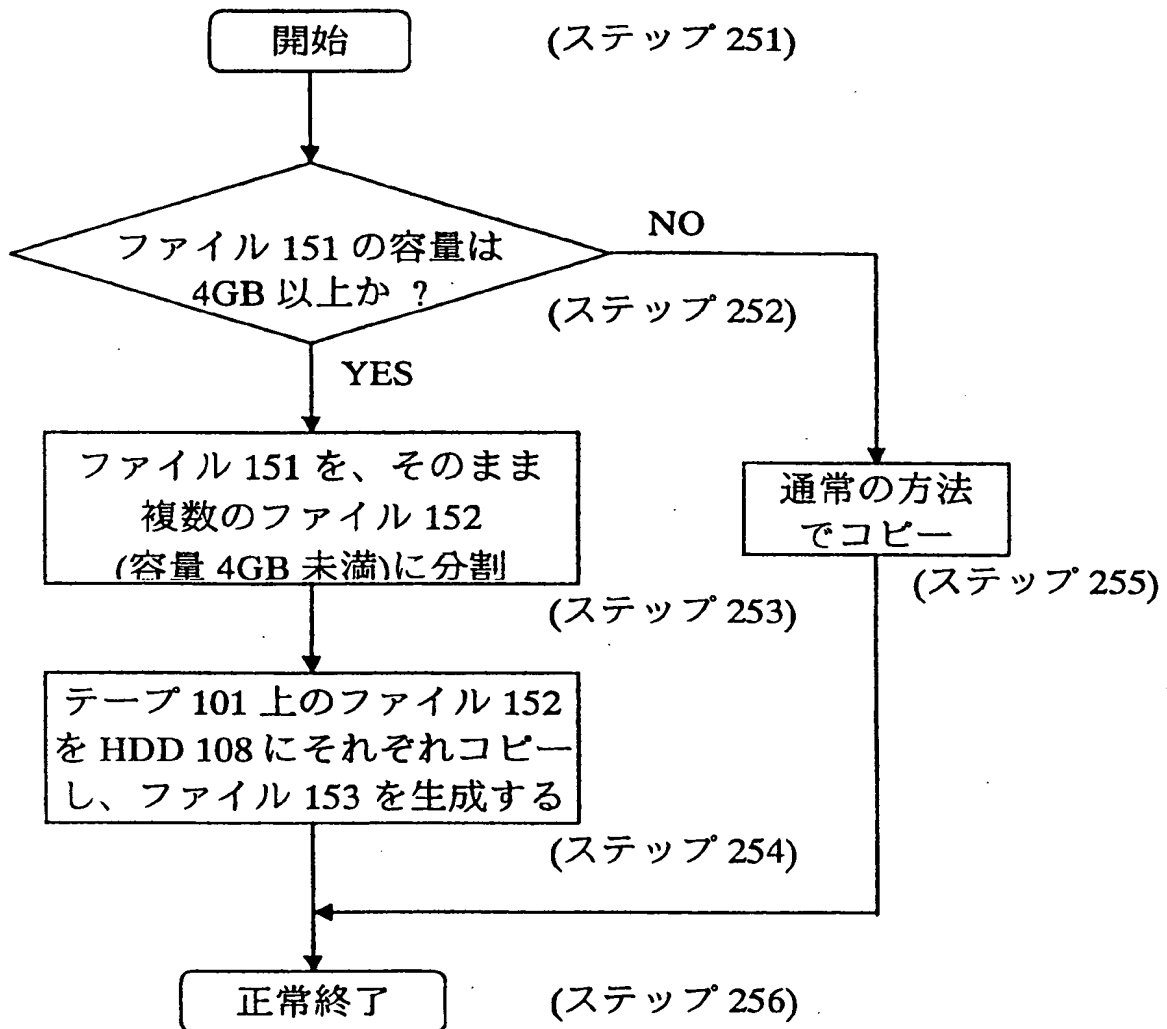 開始
(ステップ 251)
ファイル 151 の容量は
4GB 以上か ?
(ステップ 252)
NO
YES
ファイル 151 を、そのまま
複数のファイル 152
(容量 4GB 未満)に分割
(ステップ 253)
通常の方法
でコピー
(ステップ 255)
テープ 101 上のファイル 152
を HDD 108 にそれぞれコピー
し、ファイル 153 を生成する
(ステップ 254)
正常終了
(ステップ 256)